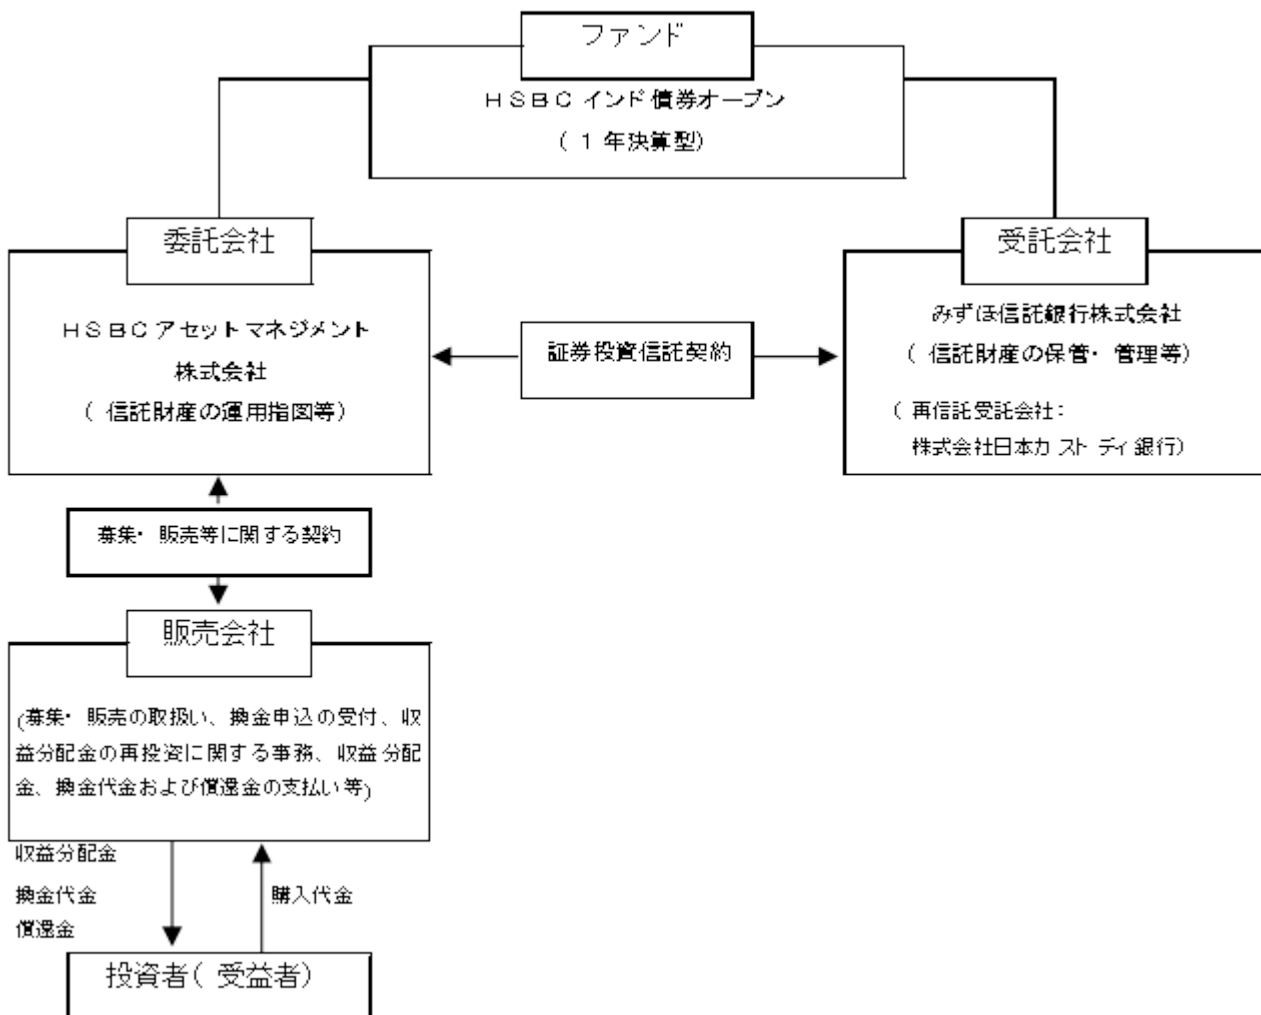 ファンド
HSBCインド債券オープン
(1年決算型)
委託会社
HSBCアセットマネジメント
株式会社
(信託財産の運用指図等)
証券投資信託契約
受託会社
みずほ信託銀行株式会社
(信託財産の保管・管理等)
(再信託受託会社:
株式会社日本カストディ銀行)
募集・販売等に関する契約
販売会社
(募集・販売の取扱い、換金申込の受付、収
益分配金の再投資に関する事務、収益分配
金、換金代金および償還金の支払い等)
収益分配金
換金代金
償還金
購入代金
投資者(受益者)